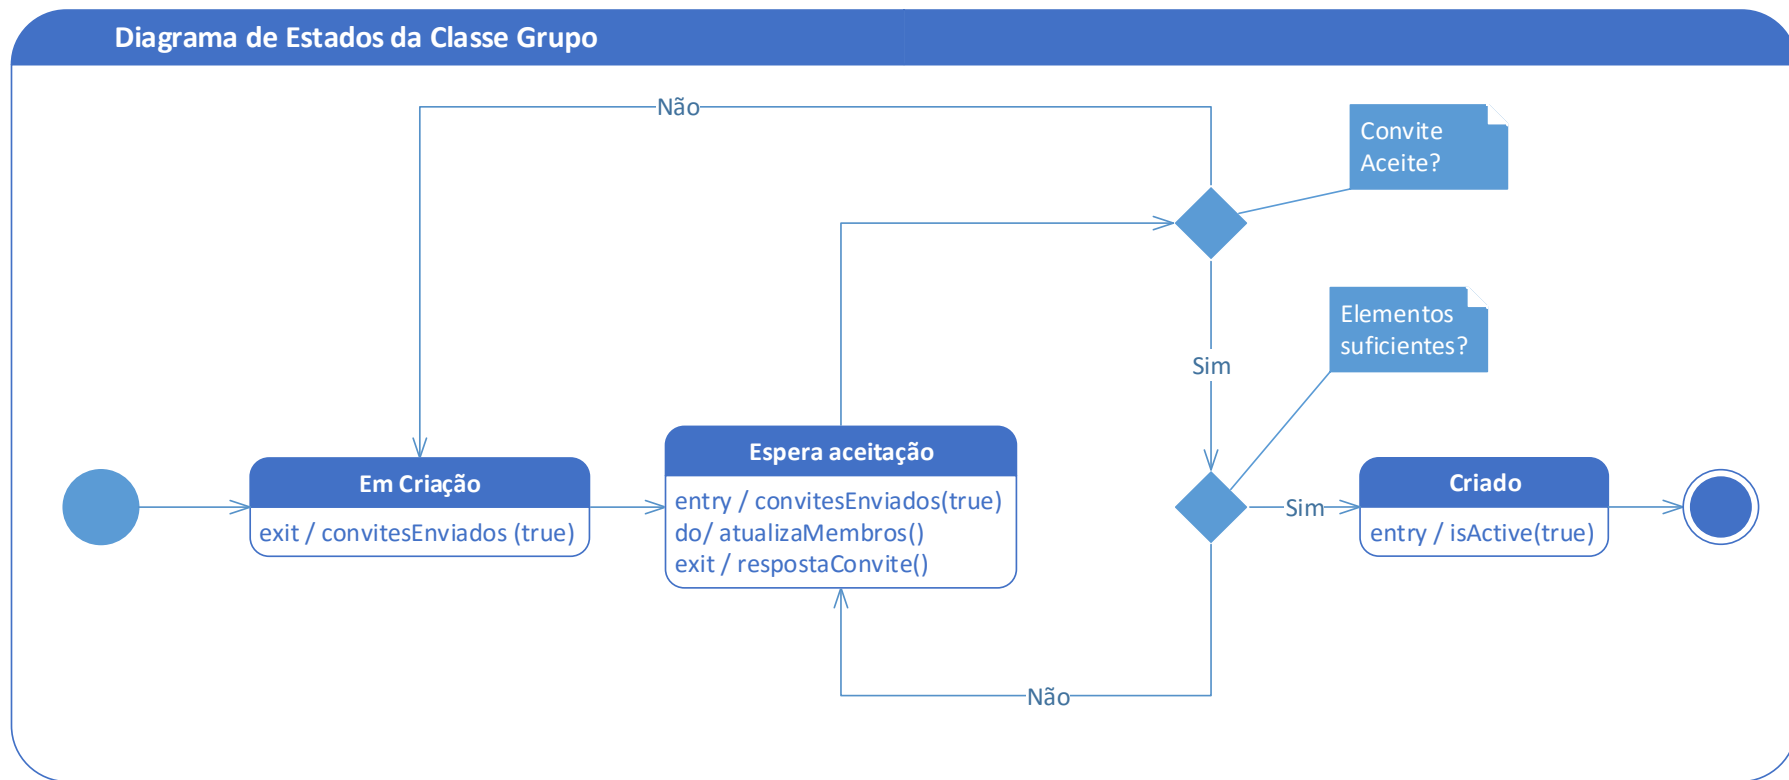 Diagrama de Estados da Classe Grupo
Não
Convite
Aceite?
Elementos
suficientes?
Sim
Em Criação
exit / convitesEnviados (true)
Espera aceitação
entry / convitesEnviados(true)
do/ atualizaMembros()
exit / respostaConvite()
Sim
Criado
entry / isActive(true)
Não